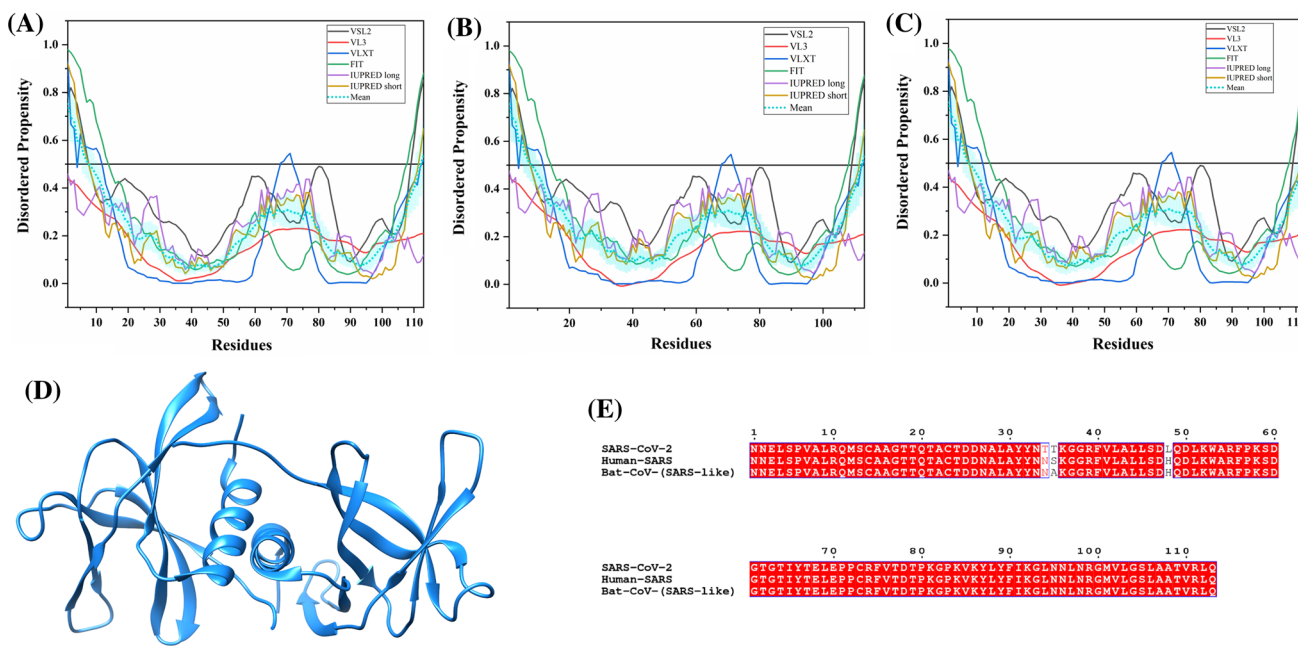 (A)
Disordered Propensity
1.0
0.8
0.6
0.4
0.2
0.0
VSL2
VL3
VLXT
FIT
IUPRED long
IUPRED short
Mean
10 20 30 40 50 60 70 80 90 100 110
Residues
(B)
Disordered Propensity
1.0
0.8
0.6
0.4
0.2
0.0
VSL2
VL3
VLXT
FIT
IUPRED long
IUPRED short
Mean
20 40 60 80 100
Residues
(C)
Disordered Propensity
1.0
0.8
0.6
0.4
0.2
0.0
VSL2
VL3
VLXT
FIT
IUPRED long
IUPRED short
Mean
10 20 30 40 50 60 70 80 90 100
Residues
(D)
(E)
1 10 20 30 40 50 60
SARS-CoV-2 NNELSPVALRQMSCAAGTTQTACTDDNALAYYNTTKGGRFVLALLSDLQDLKWARFPKSD
Human-SARS NNELSPVALRQMSCAAGTTQTACTDDNALAYYNNSKGGRFVLALLSDHQDLKWARFPKSD
Bat-CoV-(SARS-like) NNELSPVALRQMSCAAGTTQTACTDDNALAYYNNAKGGRFVLALLSDHQDLKWARFPKSD
70 80 90 100 110
SARS-CoV-2 GTGTIYTELEPPCRFVTDTPKGPKVKYLYFIKGLNNLNRGMVLGSLAATVRLQ
Human-SARS GTGTIYTELEPPCRFVTDTPKGPKVKYLYFIKGLNNLNRGMVLGSLAATVRLQ
Bat-CoV-(SARS-like) GTGTIYTELEPPCRFVTDTPKGPKVKYLYFIKGLNNLNRGMVLGSLAATVRLQ